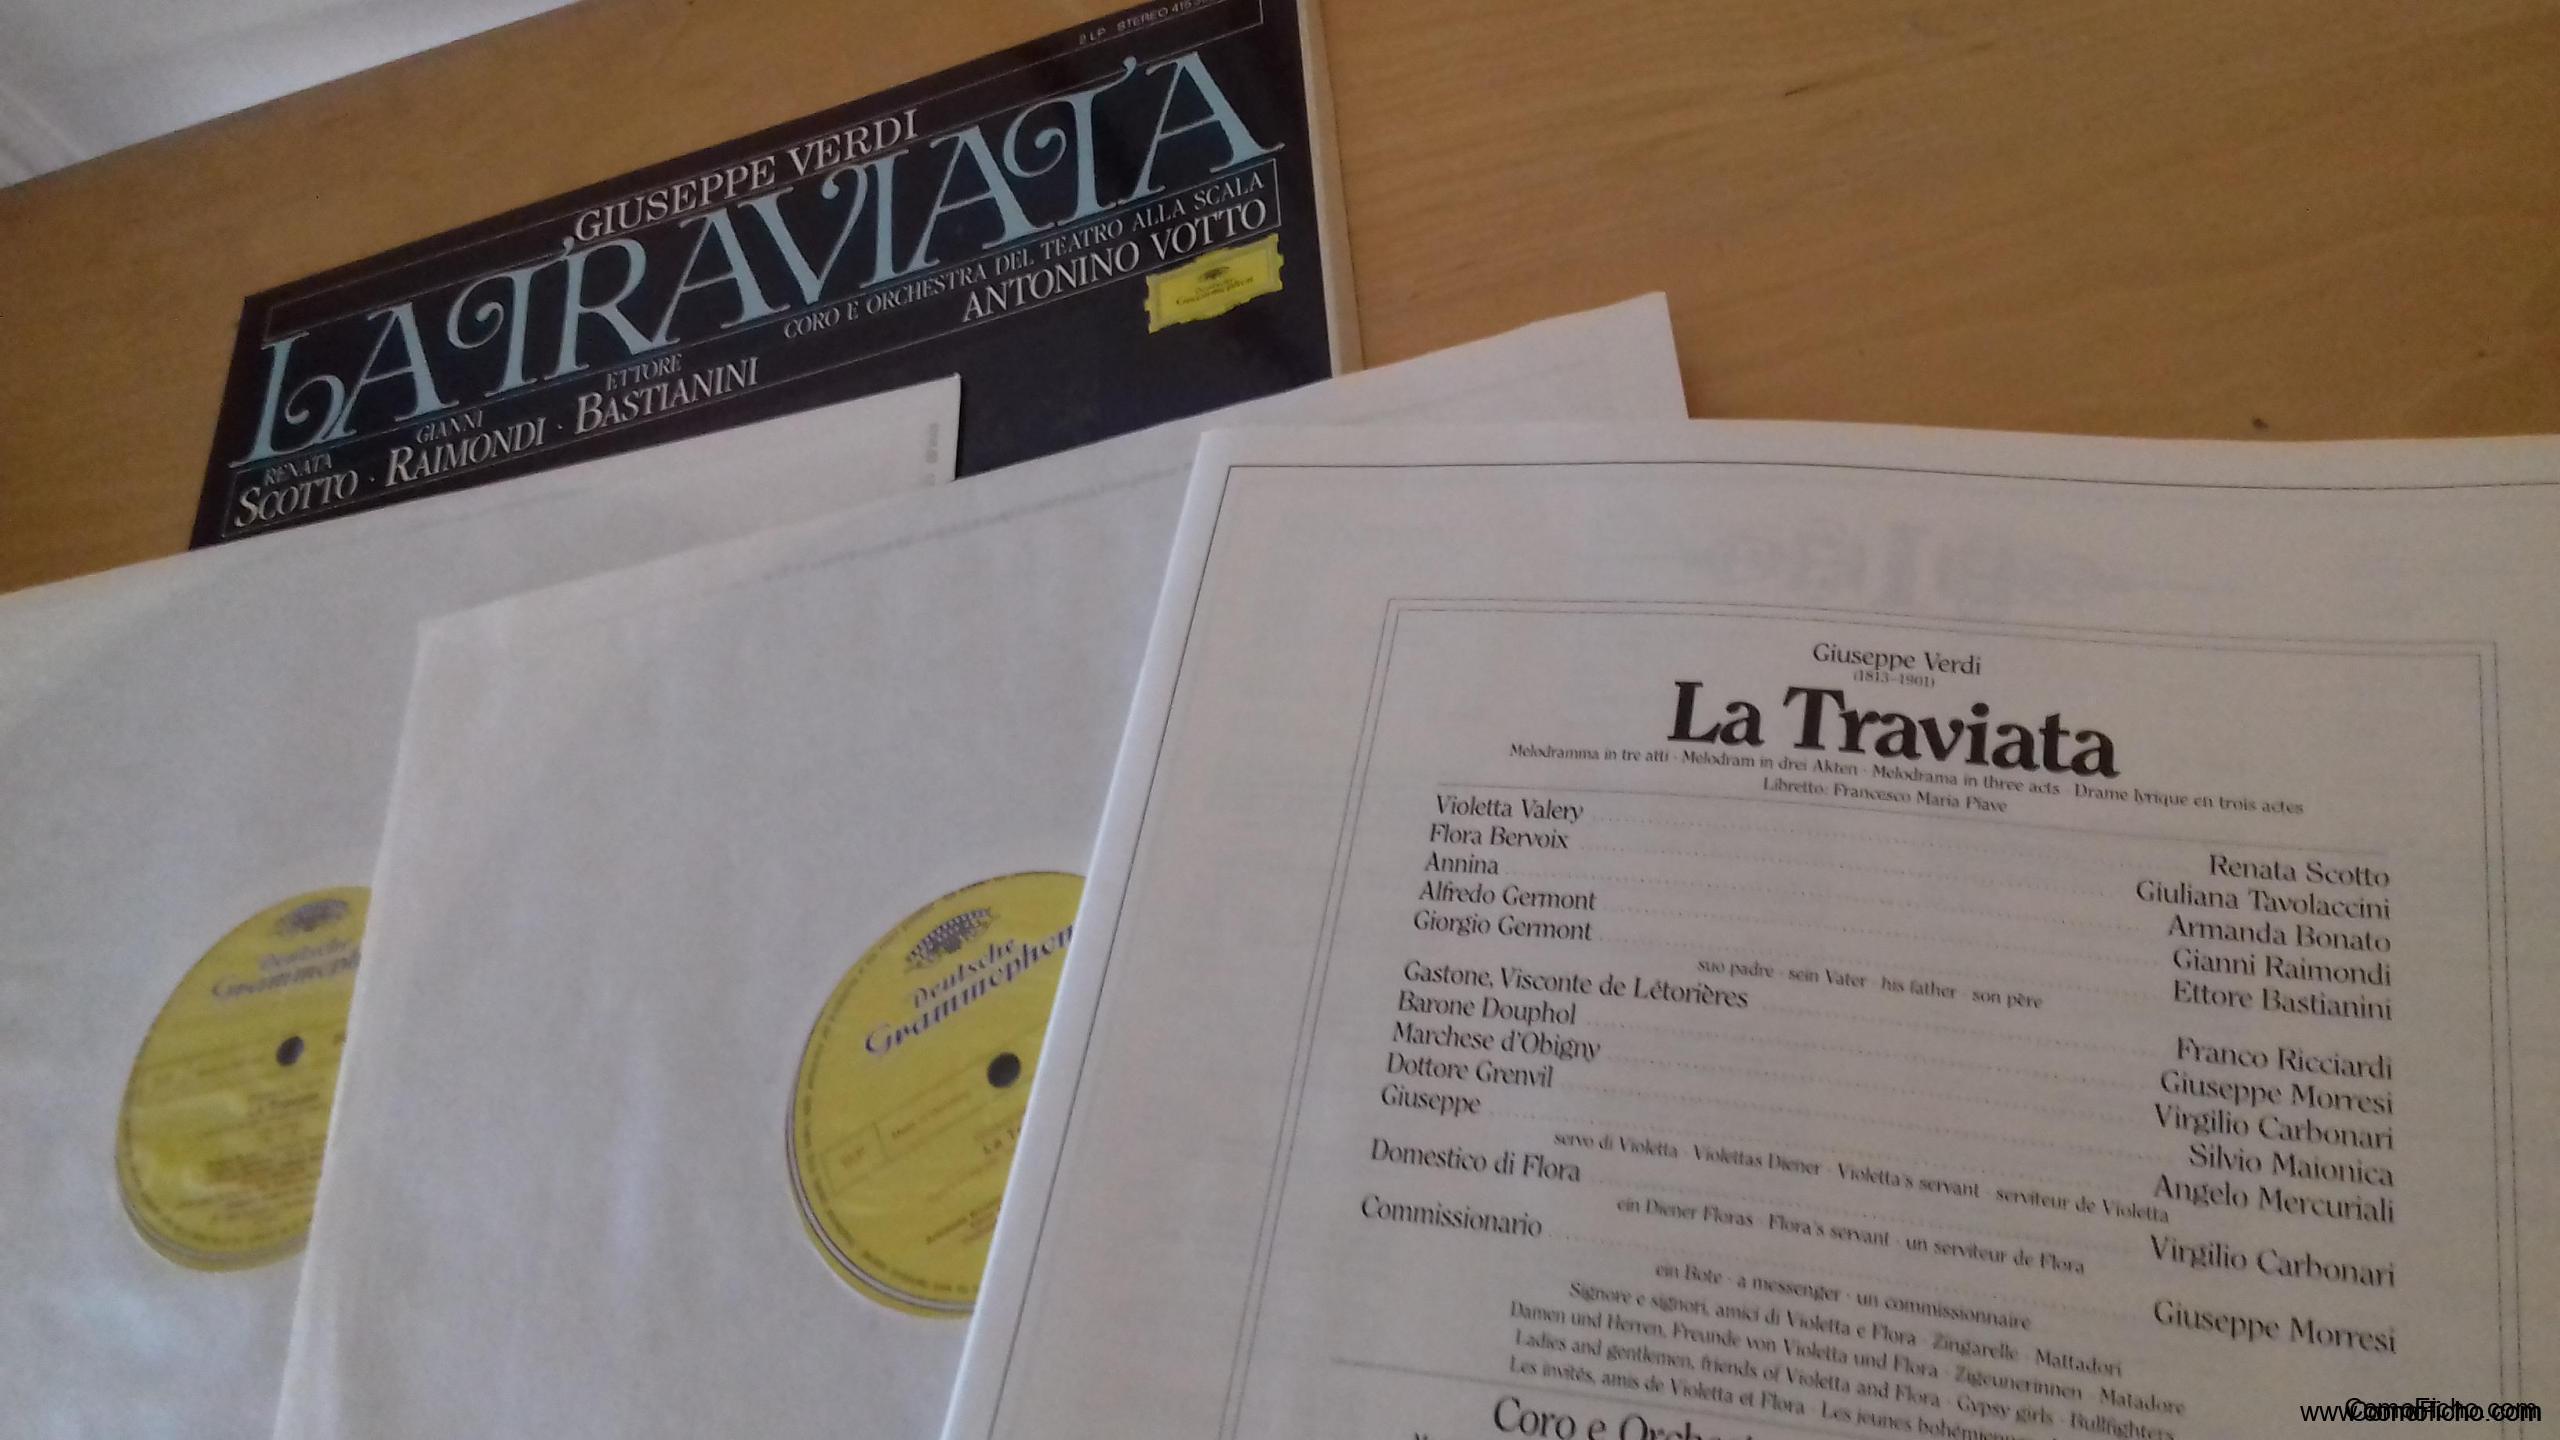 2 LP STEREO
GIUSEPPE VERDI
LA TRAVIATA
CORO E ORCHESTRA DEL TEATRO ALLA SCALA
ANTONINO VOTTO
Deutsche
Grammophon
RENATA GIANNI ETTORE
SCOTTO · RAIMONDI · BASTIANINI
Deutsche
Deutsche
Giuseppe Verdi
(1813–1901)
La Traviata
Melodramma in tre atti · Melodram in drei Akten · Melodrama in three acts · Drame lyrique en trois actes
Libretto: Francesco Maria Piave
Violetta Valery Renata Scotto
Flora Bervoix Giuliana Tavolaccini
Annina Armanda Bonato
Alfredo Germont Gianni Raimondi
Giorgio Germont Ettore Bastianini
suo padre · sein Vater · his father · son père
Gastone, Visconte de Létorières Franco Ricciardi
Barone Douphol Giuseppe Morresi
Marchese d'Obigny Virgilio Carbonari
Dottore Grenvil Silvio Maionica
Giuseppe Angelo Mercuriali
servo di Violetta · Violettas Diener · Violetta's servant · serviteur de Violetta
Domestico di Flora Virgilio Carbonari
ein Diener Floras · Flora's servant · un serviteur de Flora
Commissionario Giuseppe Morresi
ein Bote · a messenger · un commissionnaire
Signore e signori, amici di Violetta e Flora · Zingarelle · Mattadori
Damen und Herren, Freunde von Violetta und Flora · Zigeunerinnen · Matadore
Ladies and gentlemen, friends of Violetta and Flora · Gypsy girls · Bullfighters
Les invités, amis de Violetta et Flora · Les jeunes
Coro e
www.ComoFicho.com